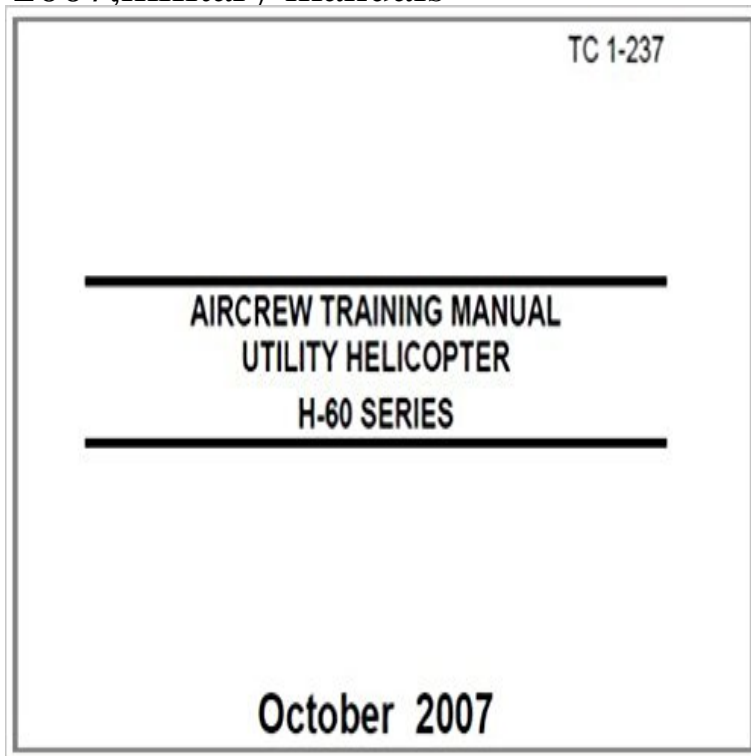 TC 1-237
AIRCREW TRAINING MANUAL
UTILITY HELICOPTER
H-60 SERIES
October 2007